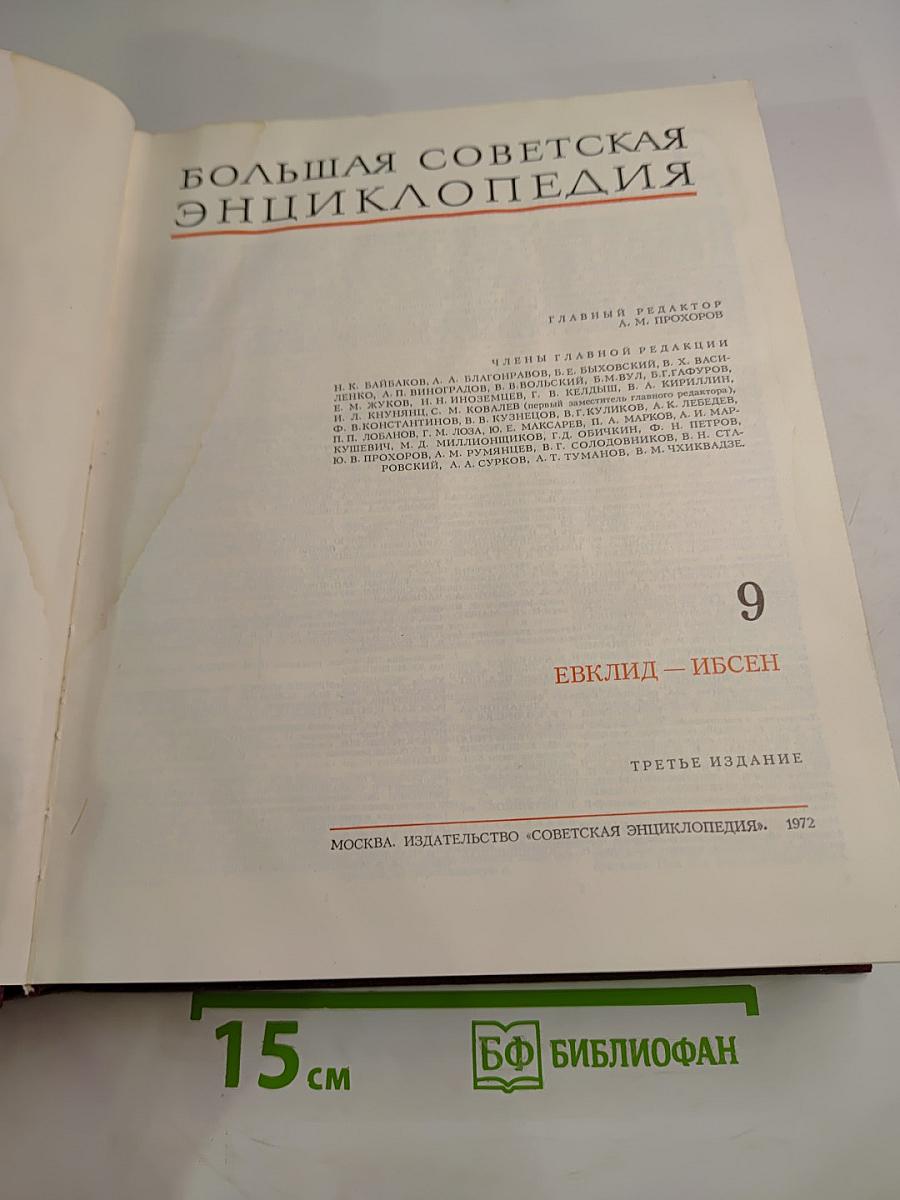 БОЛЬШАЯ СОВЕТСКАЯ
ЭНЦИКЛОПЕДИЯ
ГЛАВНЫЙ РЕДАКТОР
А. М. ПРОХОРОВ
ЧЛЕНЫ ГЛАВНОЙ РЕДАКЦИИ
Н. К. БАЙБАКОВ, А. А. БЛАГОНРАВОВ, Б. Е. БЫХОВСКИЙ, В. Х. ВАСИ-
ЛЕНКО, А. П. ВИНОГРАДОВ, В. В. ВОЛЬСКИЙ, Б. М. ВУЛ, Б. Г. ГАФУРОВ,
Е. М. ЖУКОВ, Н. Н. ИНОЗЕМЦЕВ, Г. В. КЕЛДЫШ, В. А. КИРИЛЛИН,
И. Л. КНУНЯНЦ, С. М. КОВАЛЕВ (первый заместитель главного редактора),
Ф. В. КОНСТАНТИНОВ, В. В. КУЗНЕЦОВ, В. Г. КУЛИКОВ, А. К. ЛЕБЕДЕВ,
П. П. ЛОБАНОВ, Г. М. ЛОЗА, Ю. Е. МАКСАРЕВ, П. А. МАРКОВ, А. И. МАР-
КУШЕВИЧ, М. Д. МИЛЛИОНЩИКОВ, Г. Д. ОБИЧКИН, Ф. Н. ПЕТРОВ,
Ю. В. ПРОХОРОВ, А. М. РУМЯНЦЕВ, В. Г. СОЛОДОВНИКОВ, В. Н. СТА-
РОВСКИЙ, А. А. СУРКОВ, А. Т. ТУМАНОВ, В. М. ЧХИКВАДЗЕ.
9
ЕВКЛИД — ИБСЕН
ТРЕТЬЕ ИЗДАНИЕ
МОСКВА. ИЗДАТЕЛЬСТВО «СОВЕТСКАЯ ЭНЦИКЛОПЕДИЯ». 1972
15 см
БФ БИБЛИОФАН